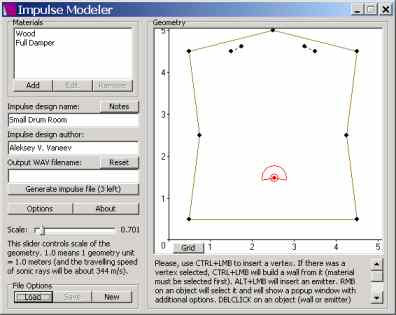 Impulse Modeler
Materials
Wood
Full Damper
Add
Edit
Remove
Impulse design name:
Notes
Small Drum Room
Impulse design author:
Aleksey V. Vaneev
Output WAV filename:
Reset
Generate impulse file (3 left)
Options
About
Scale:
0.701
This slider controls scale of the
geometry. 1.0 means 1 geometry unit
= 1.0 meters (and the travelling speed
of sonic rays will be about 344 m/s).
File Options
Load
Save
New
Geometry
5
4
3
2
1
0
0
1
2
3
4
5
Grid
Please, use CTRL+LMB to insert a vertex. If there was a
vertex selected, CTRL+LMB will build a wall from it (material
must be selected first). ALT+LMB will insert an emitter. RMB
on an object will select it and will show a popup window with
additional options. DBLCLICK on an object (wall or emitter)